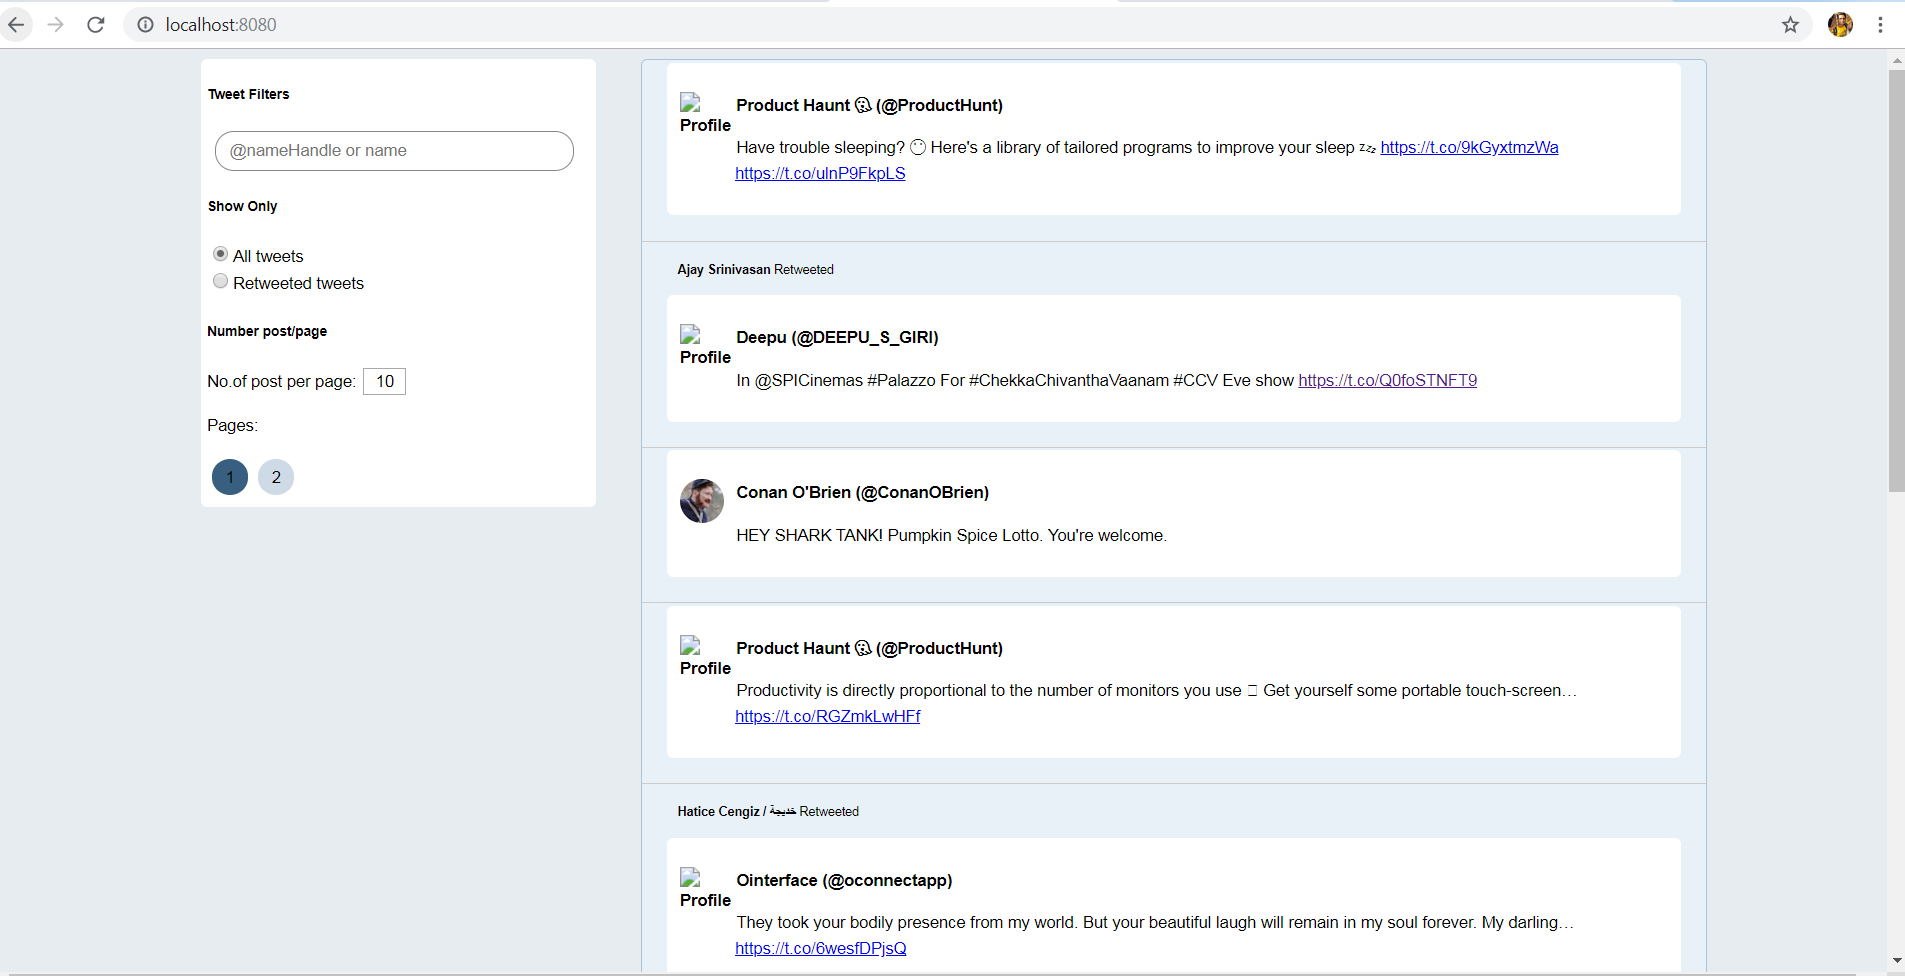 localhost:8080
Tweet Filters
@nameHandle or name
Show Only
All tweets
Retweeted tweets
Number post/page
No.of post per page: 10
Pages:
1 2
Profile
Product Haunt (@ProductHunt)
Have trouble sleeping? 😶 Here's a library of tailored programs to improve your sleep 💤 https://t.co/9kGyxtmzWa
https://t.co/ulnP9FkpLS
Ajay Srinivasan Retweeted
Profile
Deepu (@DEEPU_S_GIRI)
In @SPICinemas #Palazzo For #ChekkaChivanthaVaanam #CCV Eve show https://t.co/Q0foSTNFT9
Conan O'Brien (@ConanOBrien)
HEY SHARK TANK! Pumpkin Spice Lotto. You're welcome.
Profile
Product Haunt (@ProductHunt)
Productivity is directly proportional to the number of monitors you use Get yourself some portable touch-screen…
https://t.co/RGZmkLwHFf
Hatice Cengiz / خديجة Retweeted
Profile
Ointerface (@oconnectapp)
They took your bodily presence from my world. But your beautiful laugh will remain in my soul forever. My darling…
https://t.co/6wesfDPjsQ